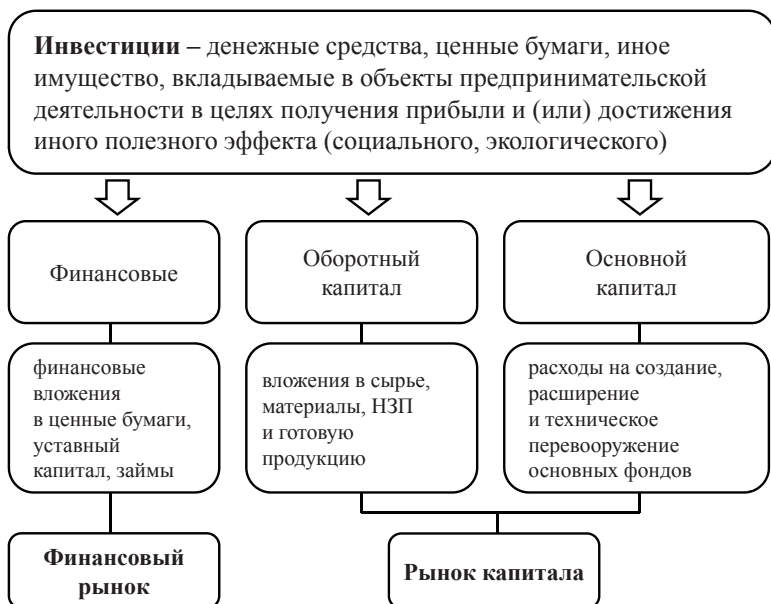 Инвестиции – денежные средства, ценные бумаги, иное
имущество, вкладываемые в объекты предпринимательской
деятельности в целях получения прибыли и (или) достижения
иного полезного эффекта (социального, экологического)
Финансовые
Оборотный
капитал
Основной
капитал
финансовые
вложения
в ценные бумаги,
уставный
капитал, займы
вложения в сырье,
материалы, НЗП
и готовую
продукцию
расходы на создание,
расширение
и техническое
перевооружение
основных фондов
Финансовый
рынок
Рынок капитала